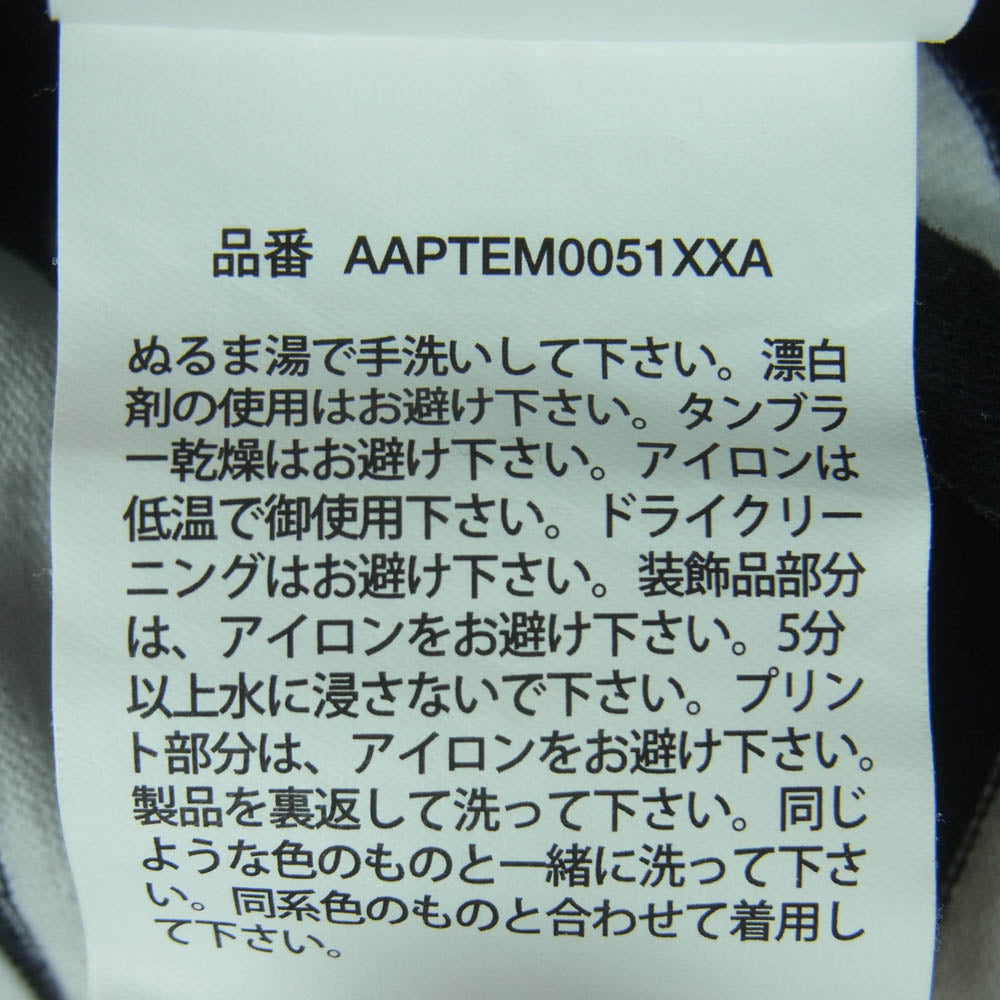 品番 AAPTEM0051XXA
ぬるま湯で手洗いして下さい。漂白
剤の使用はお避け下さい。タンブラ
ー乾燥はお避け下さい。アイロンは
低温で御使用下さい。ドライクリー
ニングはお避け下さい。装飾品部分
は、アイロンをお避け下さい。5分
以上水に浸さないで下さい。プリン
ト部分は、アイロンをお避け下さい。
製品を裏返して洗って下さい。同じ
ような色のものと一緒に洗って下さ
い。同系色のものと合わせて着用し
て下さい。